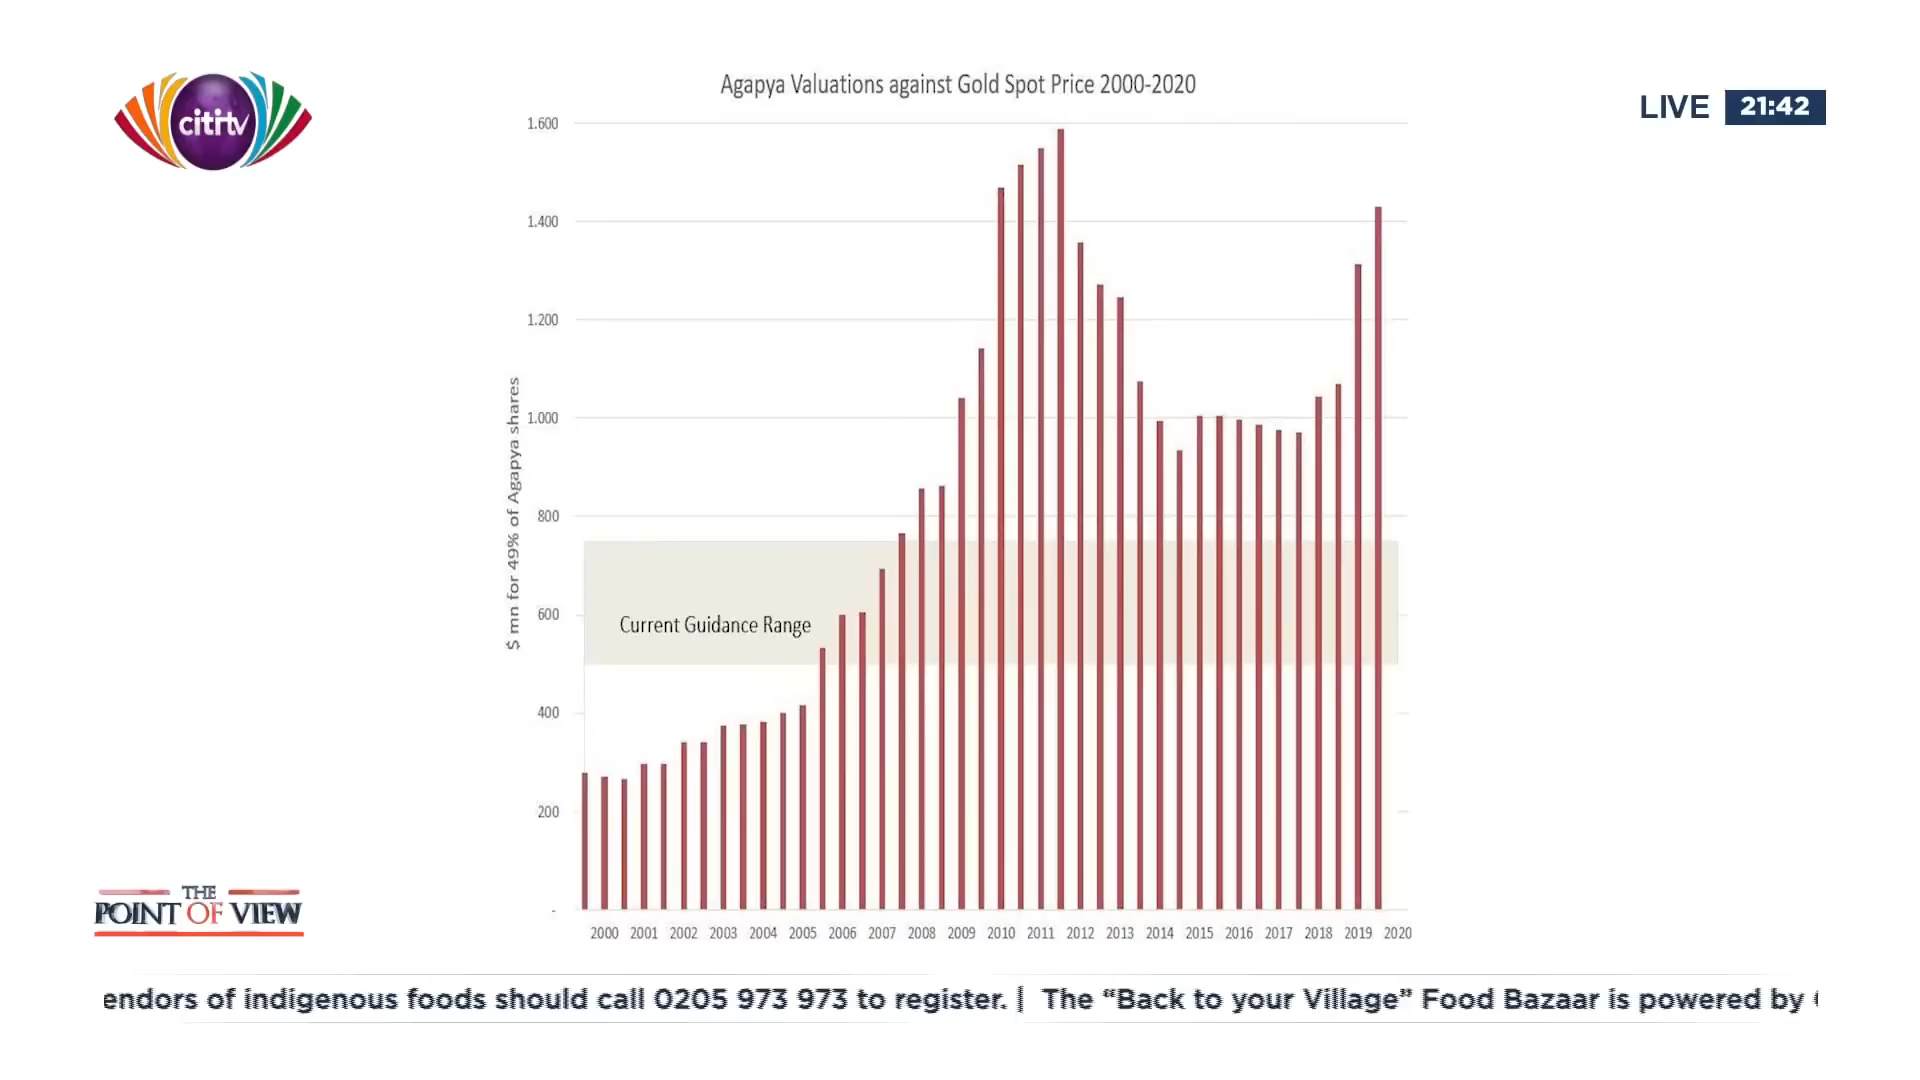 Agapya Valuations against Gold Spot Price 2000-2020
cititv
LIVE 21:42
1.600
1.400
1.200
1.000
800
600
400
200
-
$ mn for 49% of Agapya shares
Current Guidance Range
2000 2001 2002 2003 2004 2005 2006 2007 2008 2009 2010 2011 2012 2013 2014 2015 2016 2017 2018 2019 2020
THE
POINT OF VIEW
endors of indigenous foods should call 0205 973 973 to register. | The “Back to your Village” Food Bazaar is powered by